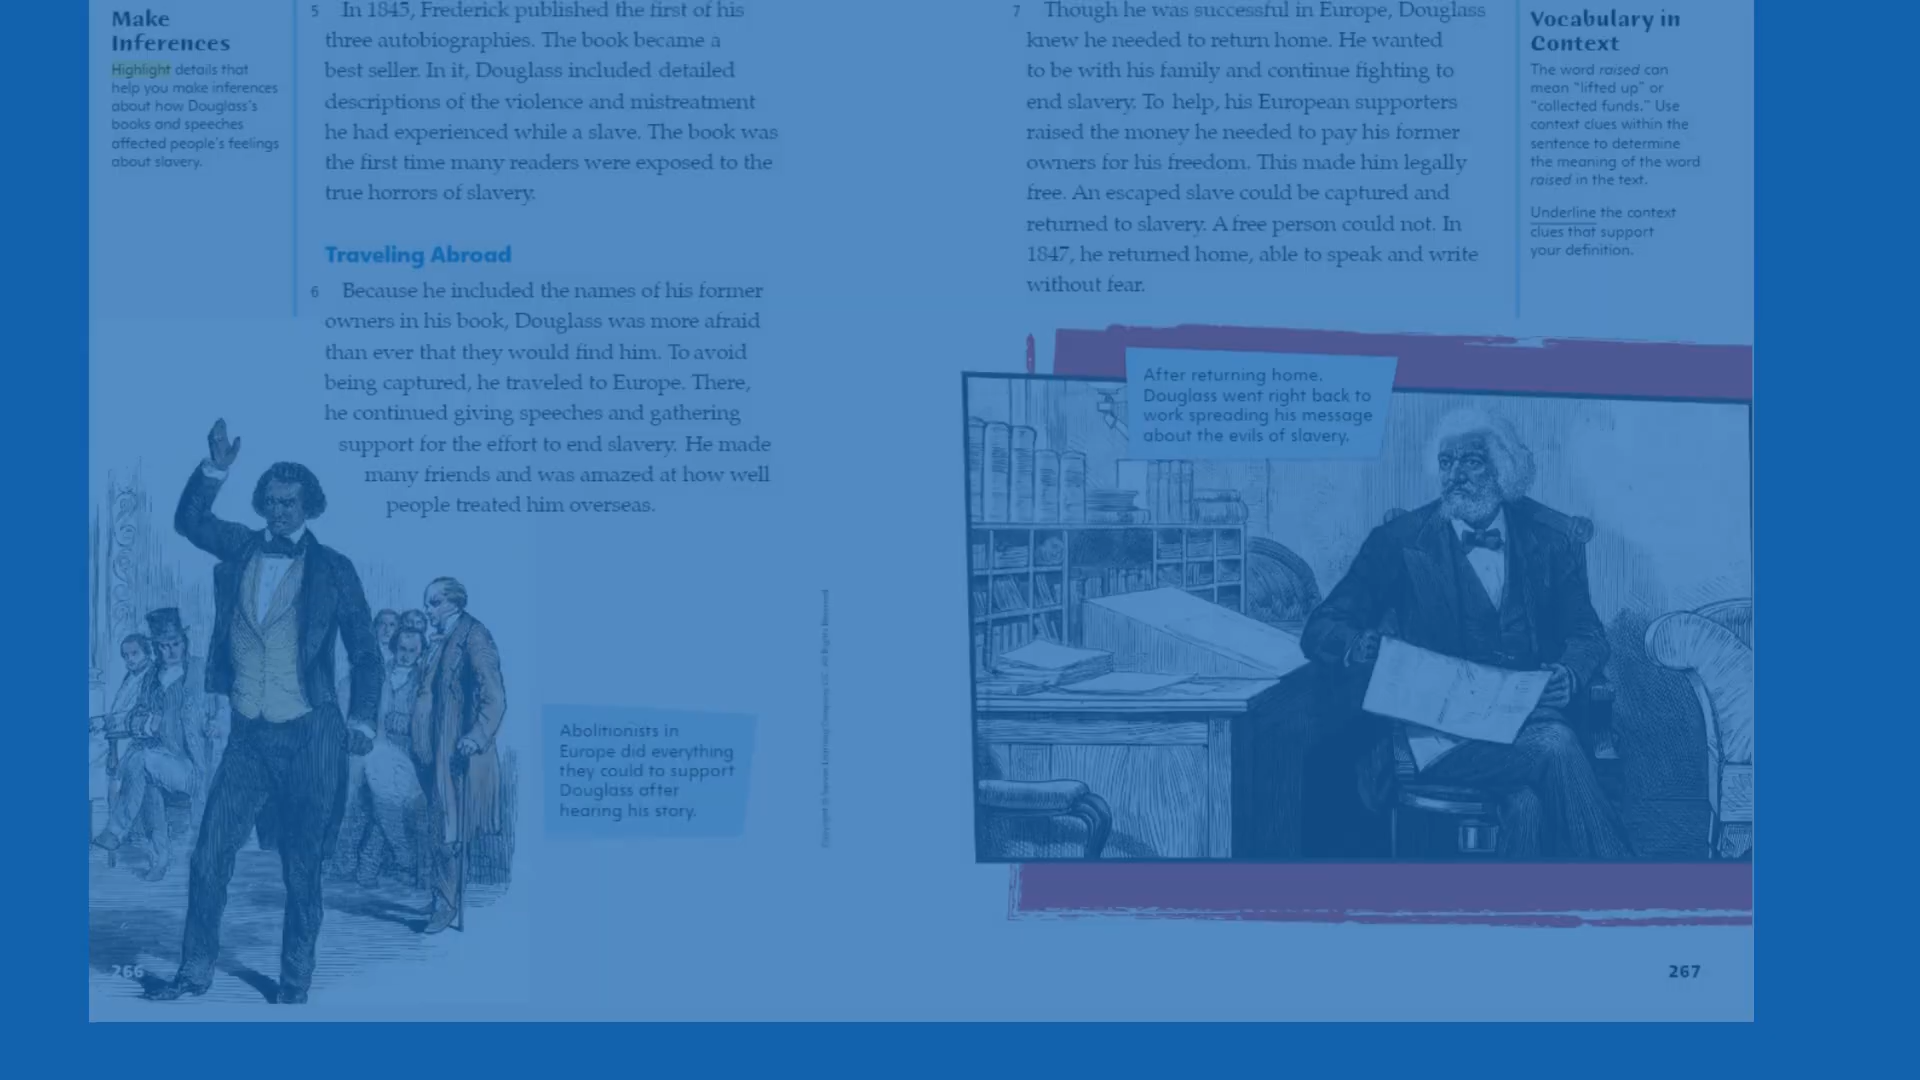 Make
Inferences
Highlight details that
help you make inferences
about how Douglass's
books and speeches
affected people's feelings
about slavery.
5 In 1845, Frederick published the first of his
three autobiographies. The book became a
best seller. In it, Douglass included detailed
descriptions of the violence and mistreatment
he had experienced while a slave. The book was
the first time many readers were exposed to the
true horrors of slavery.
Traveling Abroad
6 Because he included the names of his former
owners in his book, Douglass was more afraid
than ever that they would find him. To avoid
being captured, he traveled to Europe. There,
he continued giving speeches and gathering
support for the effort to end slavery. He made
many friends and was amazed at how well
people treated him overseas.
Abolitionists in
Europe did everything
they could to support
Douglass after
hearing his story.
266
7 Though he was successful in Europe, Douglass
knew he needed to return home. He wanted
to be with his family and continue fighting to
end slavery. To help, his European supporters
raised the money he needed to pay his former
owners for his freedom. This made him legally
free. An escaped slave could be captured and
returned to slavery. A free person could not. In
1847, he returned home, able to speak and write
without fear.
Vocabulary in
Context
The word raised can
mean “lifted up” or
“collected funds.” Use
context clues within the
sentence to determine
the meaning of the word
raised in the text.
Underline the context
clues that support
your definition.
After returning home,
Douglass went right back to
work spreading his message
about the evils of slavery.
267